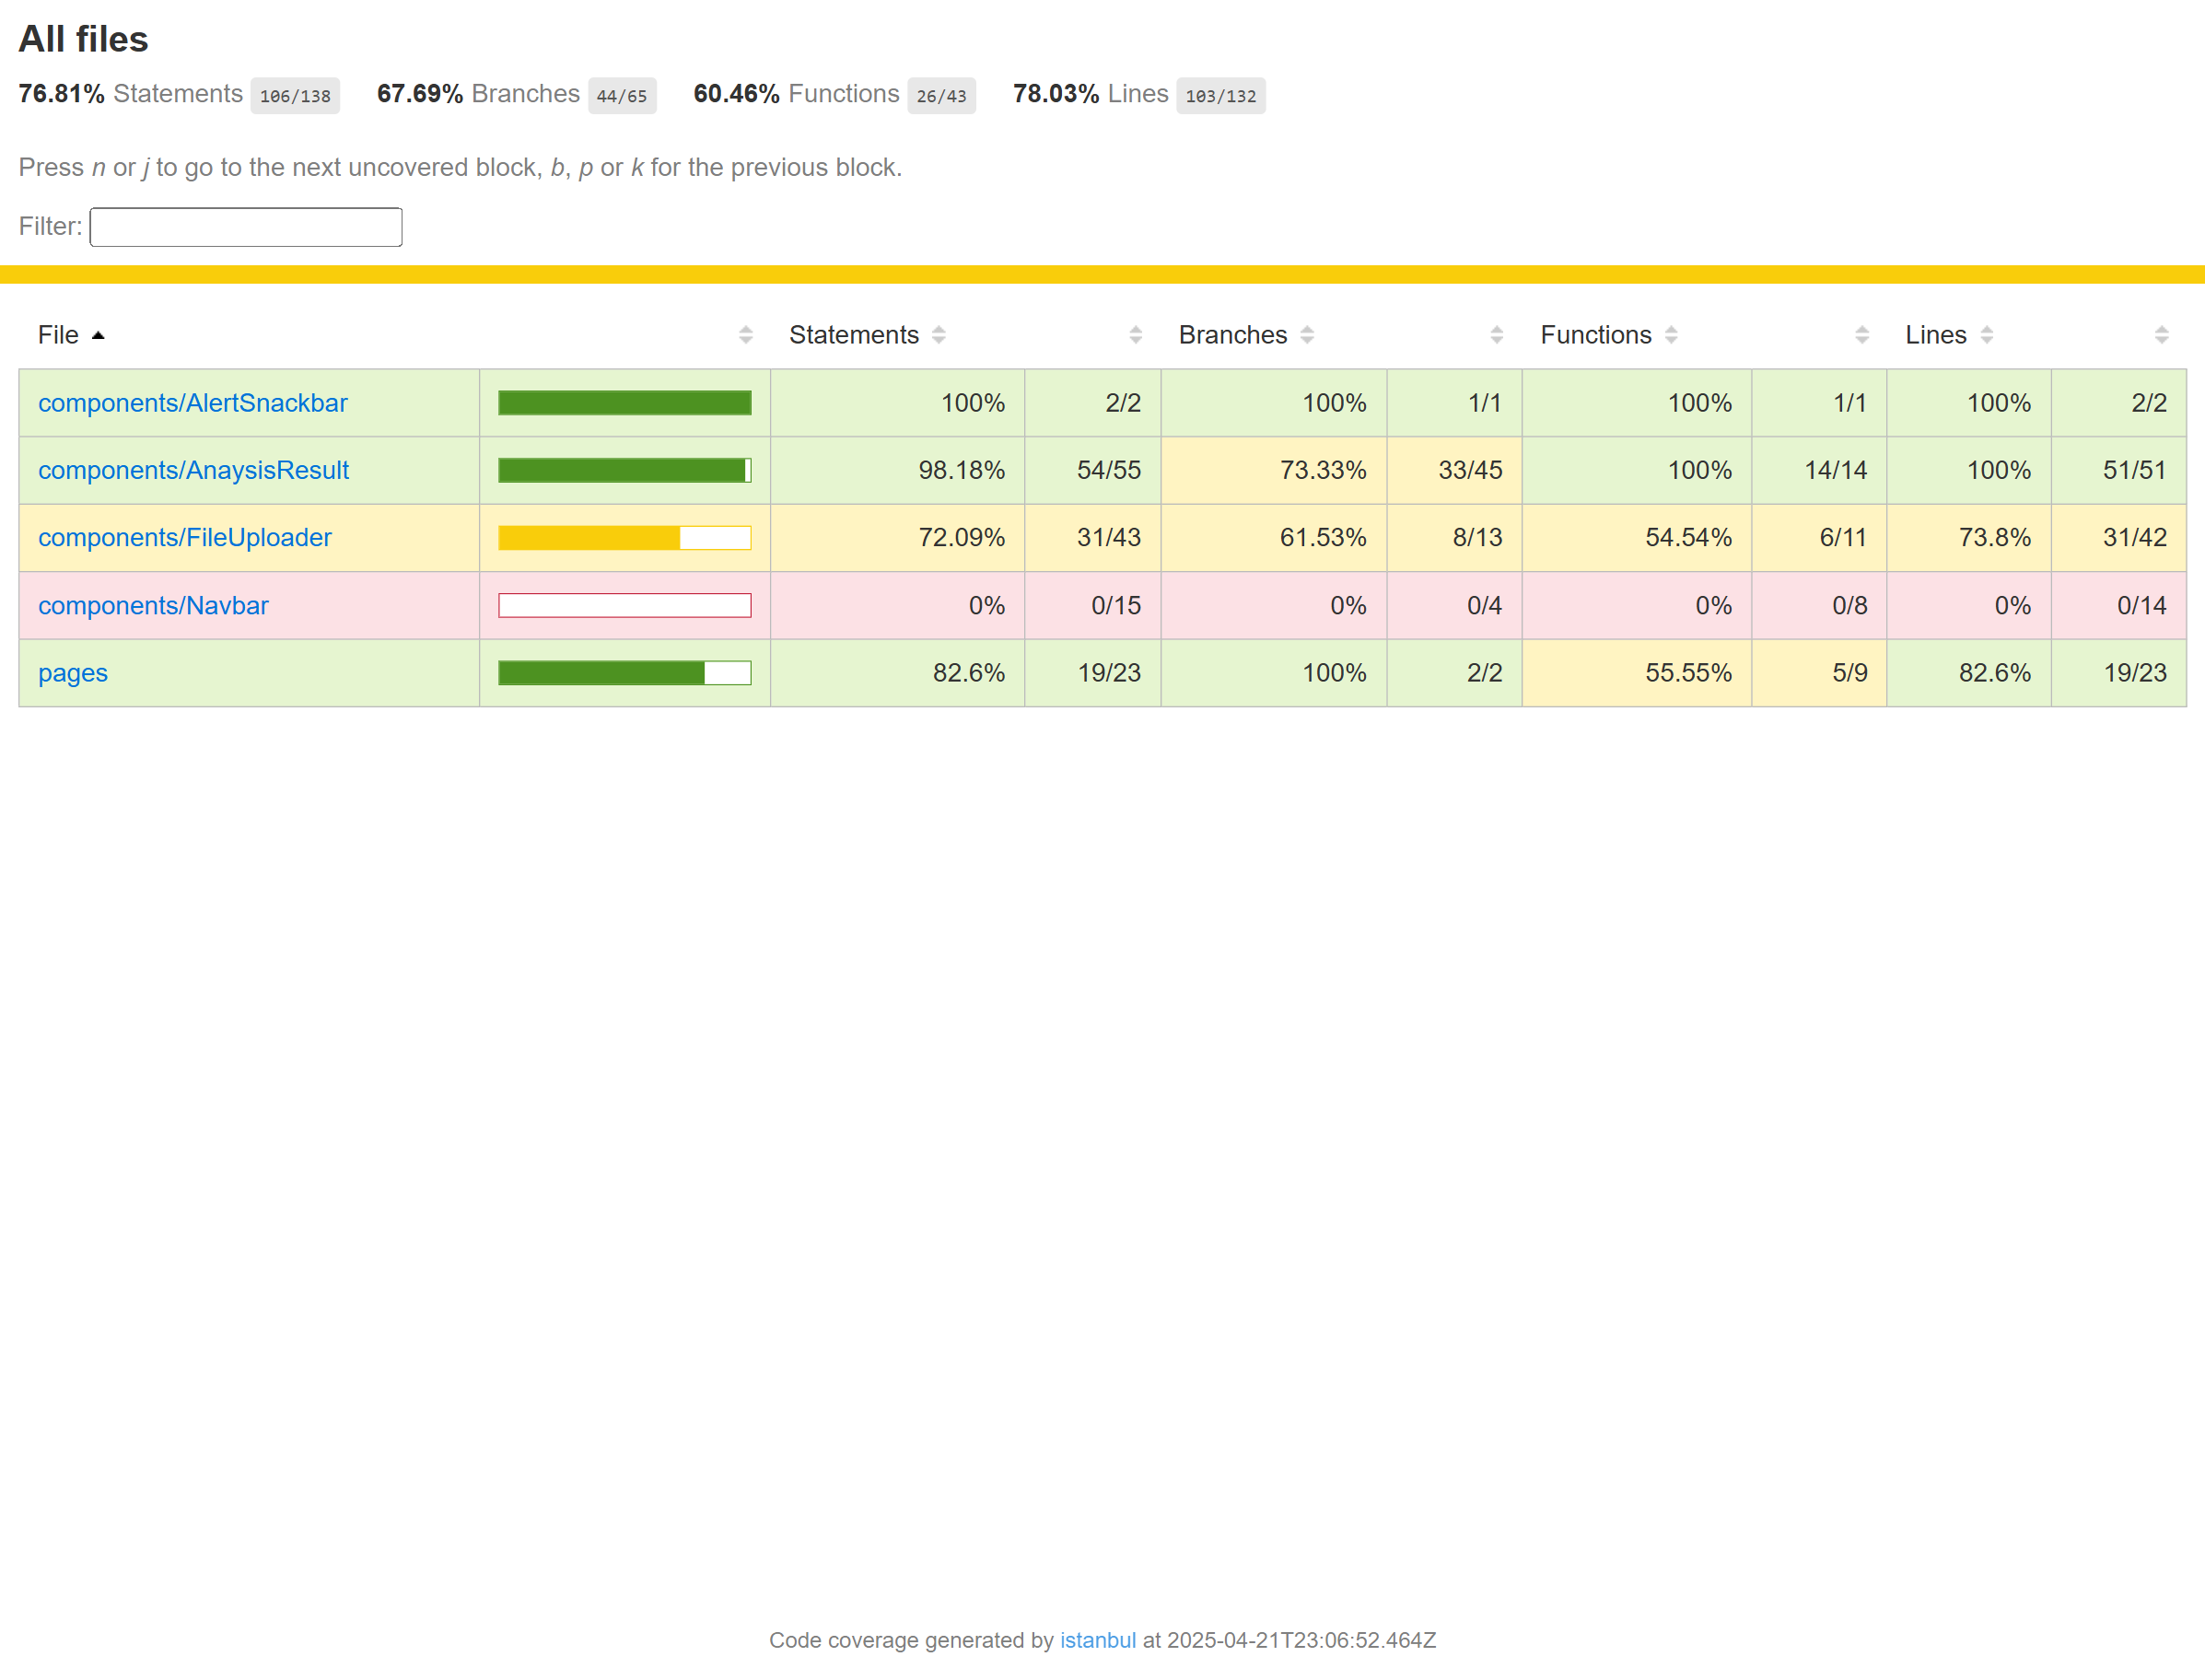 All files
76.81% Statements 106/138 67.69% Branches 44/65 60.46% Functions 26/43 78.03% Lines 103/132
Press n or j to go to the next uncovered block, b, p or k for the previous block.
Filter:
File Statements Branches Functions Lines
components/AlertSnackbar 100% 2/2 100% 1/1 100% 1/1 100% 2/2
components/AnaysisResult 98.18% 54/55 73.33% 33/45 100% 14/14 100% 51/51
components/FileUploader 72.09% 31/43 61.53% 8/13 54.54% 6/11 73.8% 31/42
components/Navbar 0% 0/15 0% 0/4 0% 0/8 0% 0/14
pages 82.6% 19/23 100% 2/2 55.55% 5/9 82.6% 19/23
Code coverage generated by istanbul at 2025-04-21T23:06:52.464Z